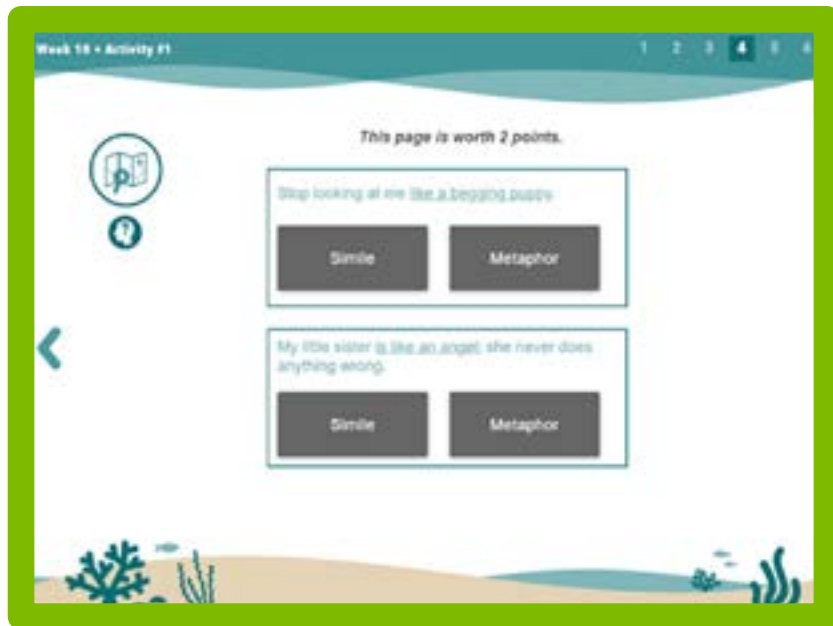 Week 18 • Activity #1
1 2 3 4 5 6
This page is worth 2 points.
Stop looking at me like a begging puppy.
Simile
Metaphor
My little sister is like an angel; she never does
anything wrong.
Simile
Metaphor